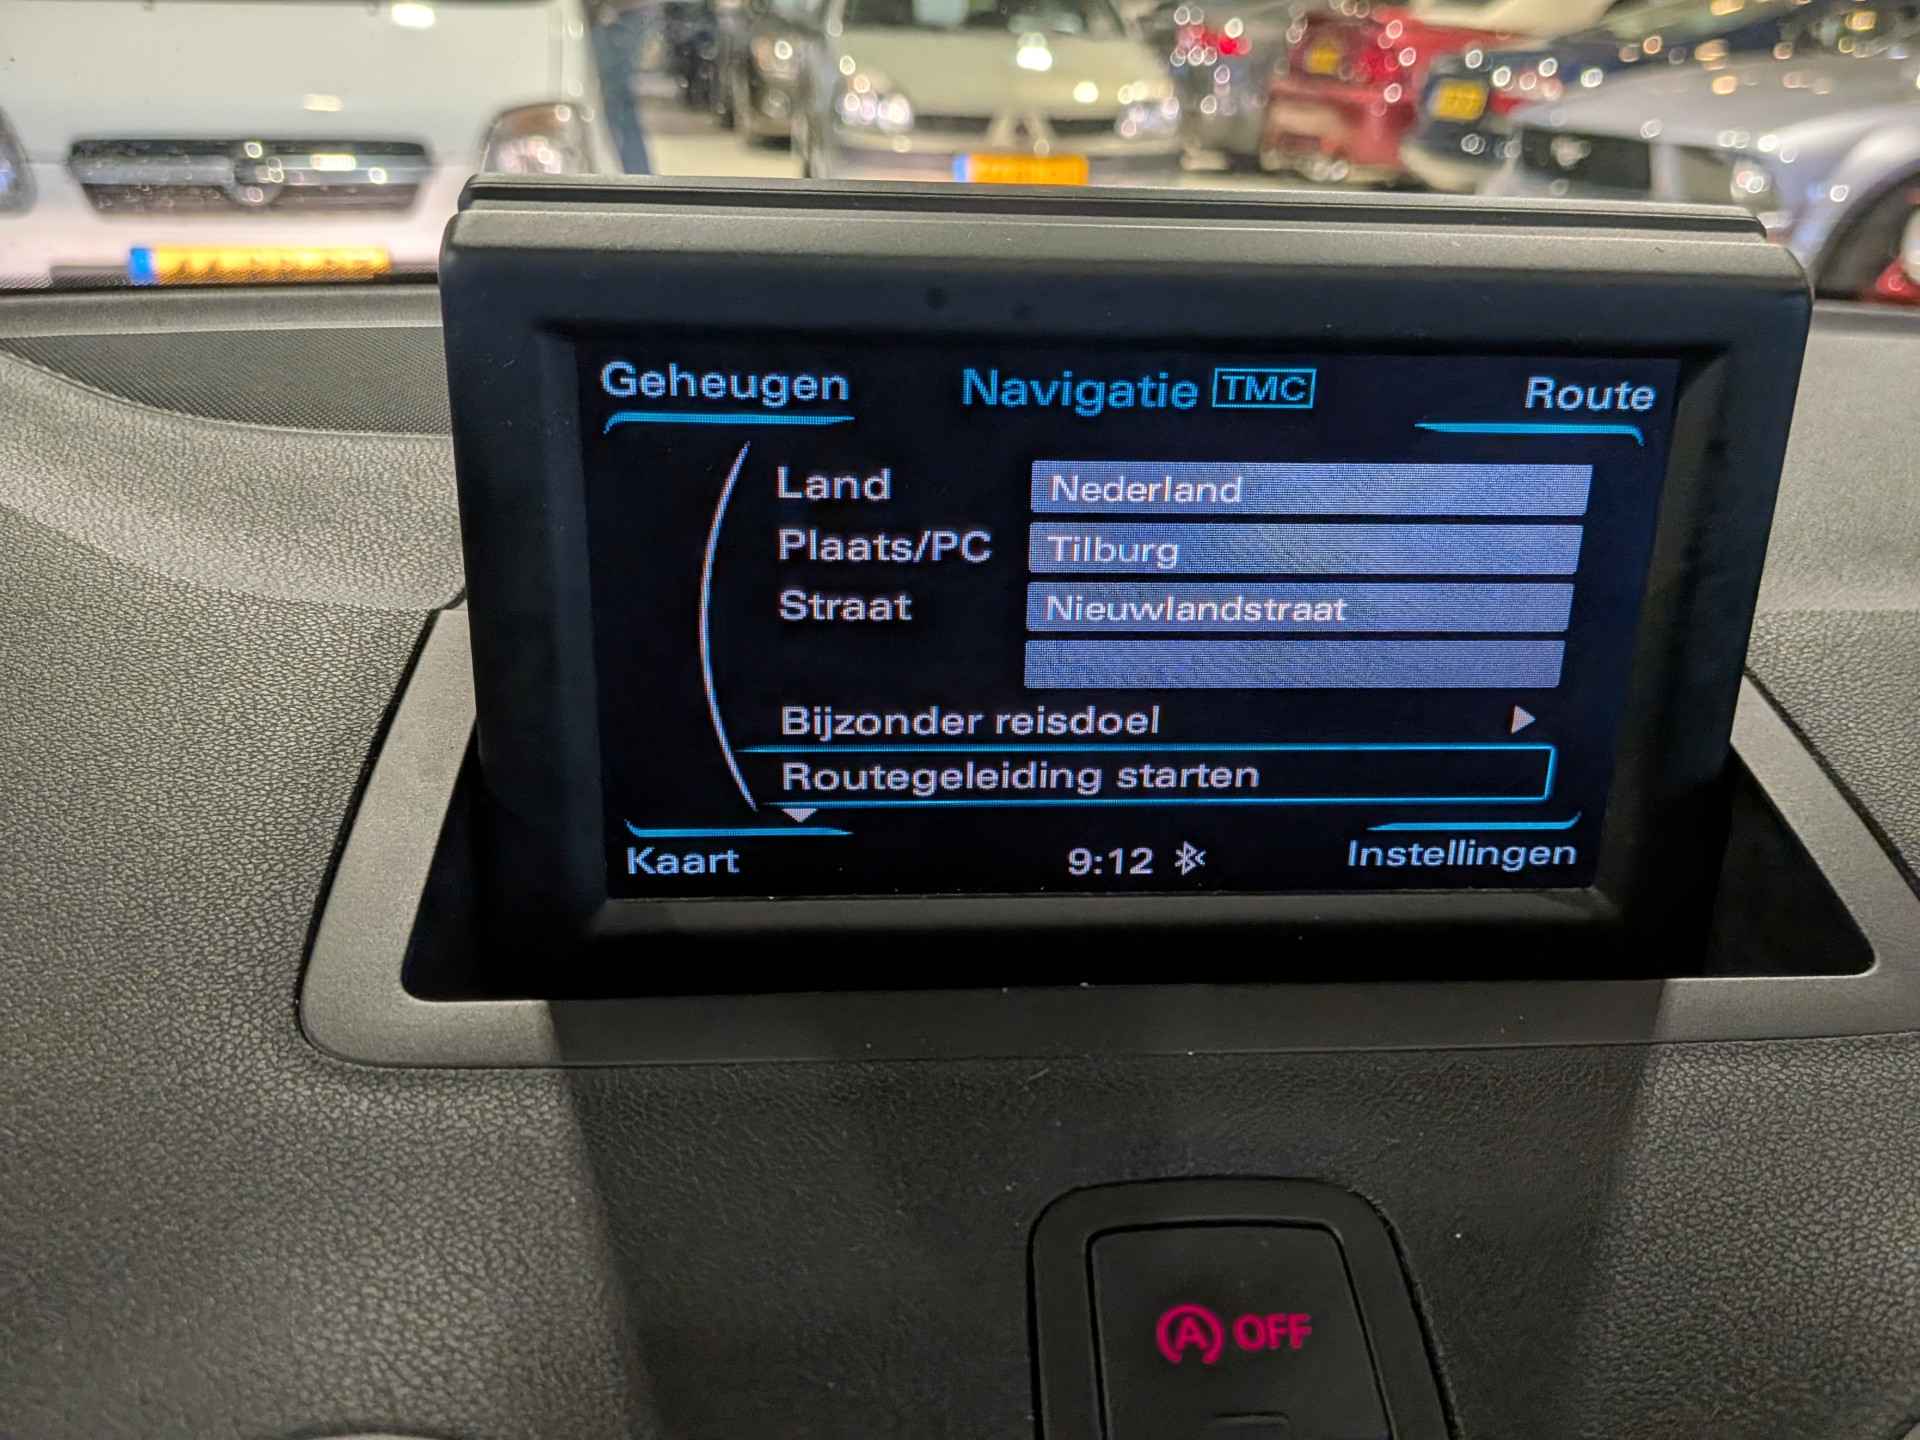 Geheugen Navigatie TMC Route
Land Nederland
Plaats/PC Tilburg
Straat Nieuwlandstraat
Bijzonder reisdoel
Routegeleiding starten
Kaart 9:12 Instellingen
A OFF